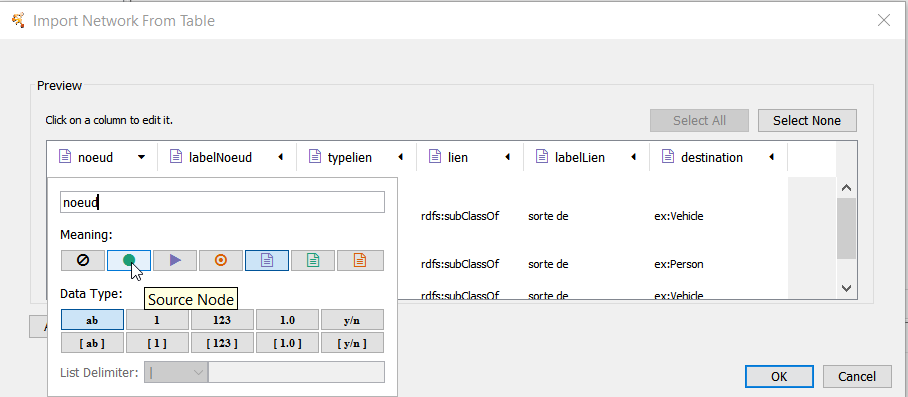 Import Network From Table
Preview
Click on a column to edit it.
Select All
Select None
noeud labelNoeud typelien lien labelLien destination
noeud
Meaning:
rdfs:subClassOf sorte de ex:Vehicle
rdfs:subClassOf sorte de ex:Person
rdfs:subClassOf sorte de ex:Vehicle
Source Node
Data Type:
ab 1 123 1.0 y/n
[ ab ] [ 1 ] [ 123 ] [ 1.0 ] [ y/n ]
List Delimiter: |
OK
Cancel